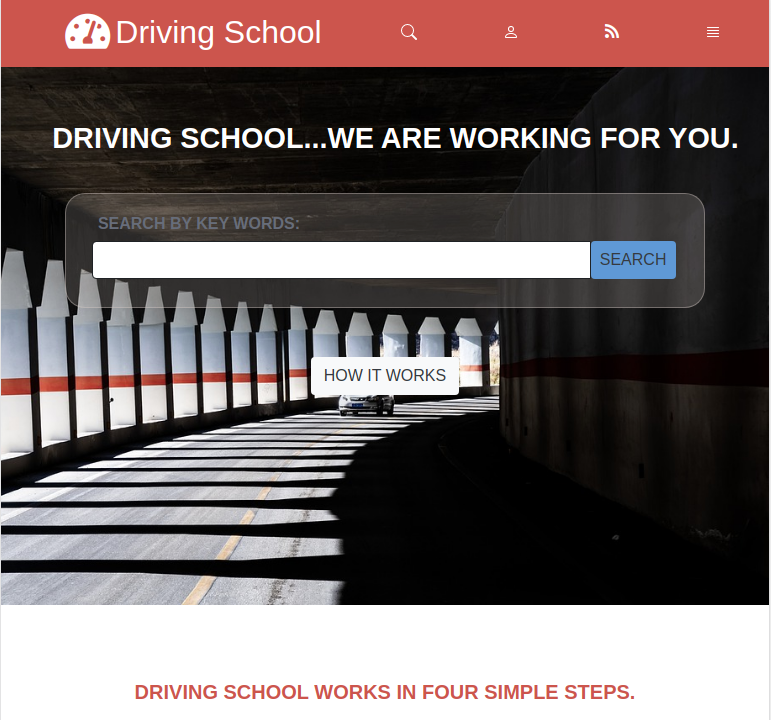 Driving School
DRIVING SCHOOL...WE ARE WORKING FOR YOU.
SEARCH BY KEY WORDS:
SEARCH
HOW IT WORKS
DRIVING SCHOOL WORKS IN FOUR SIMPLE STEPS.